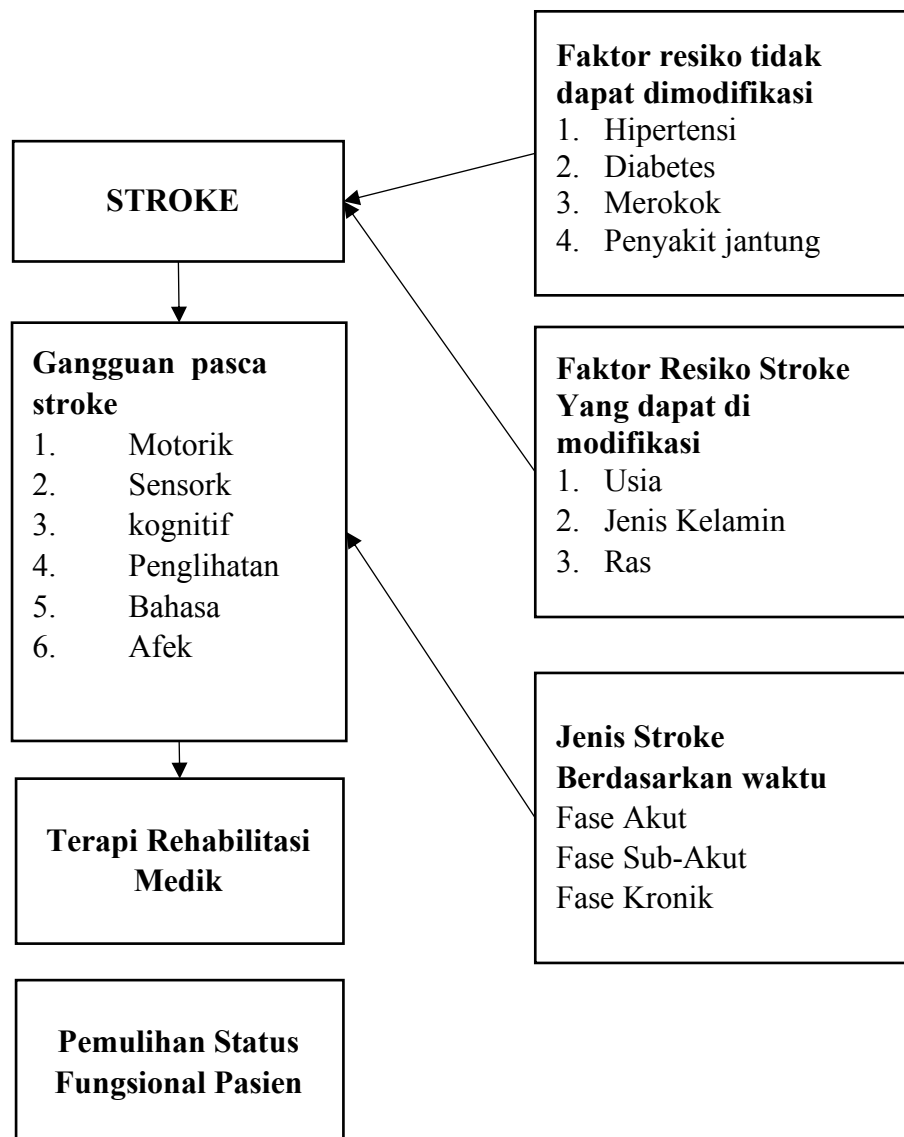 STROKE
Gangguan pasca
stroke
1. Motorik
2. Sensork
3. kognitif
4. Penglihatan
5. Bahasa
6. Afek
Terapi Rehabilitasi
Medik
Pemulihan Status
Fungsional Pasien
Faktor resiko tidak
dapat dimodifikasi
1. Hipertensi
2. Diabetes
3. Merokok
4. Penyakit jantung
Faktor Resiko Stroke
Yang dapat di
modifikasi
1. Usia
2. Jenis Kelamin
3. Ras
Jenis Stroke
Berdasarkan waktu
Fase Akut
Fase Sub-Akut
Fase Kronik